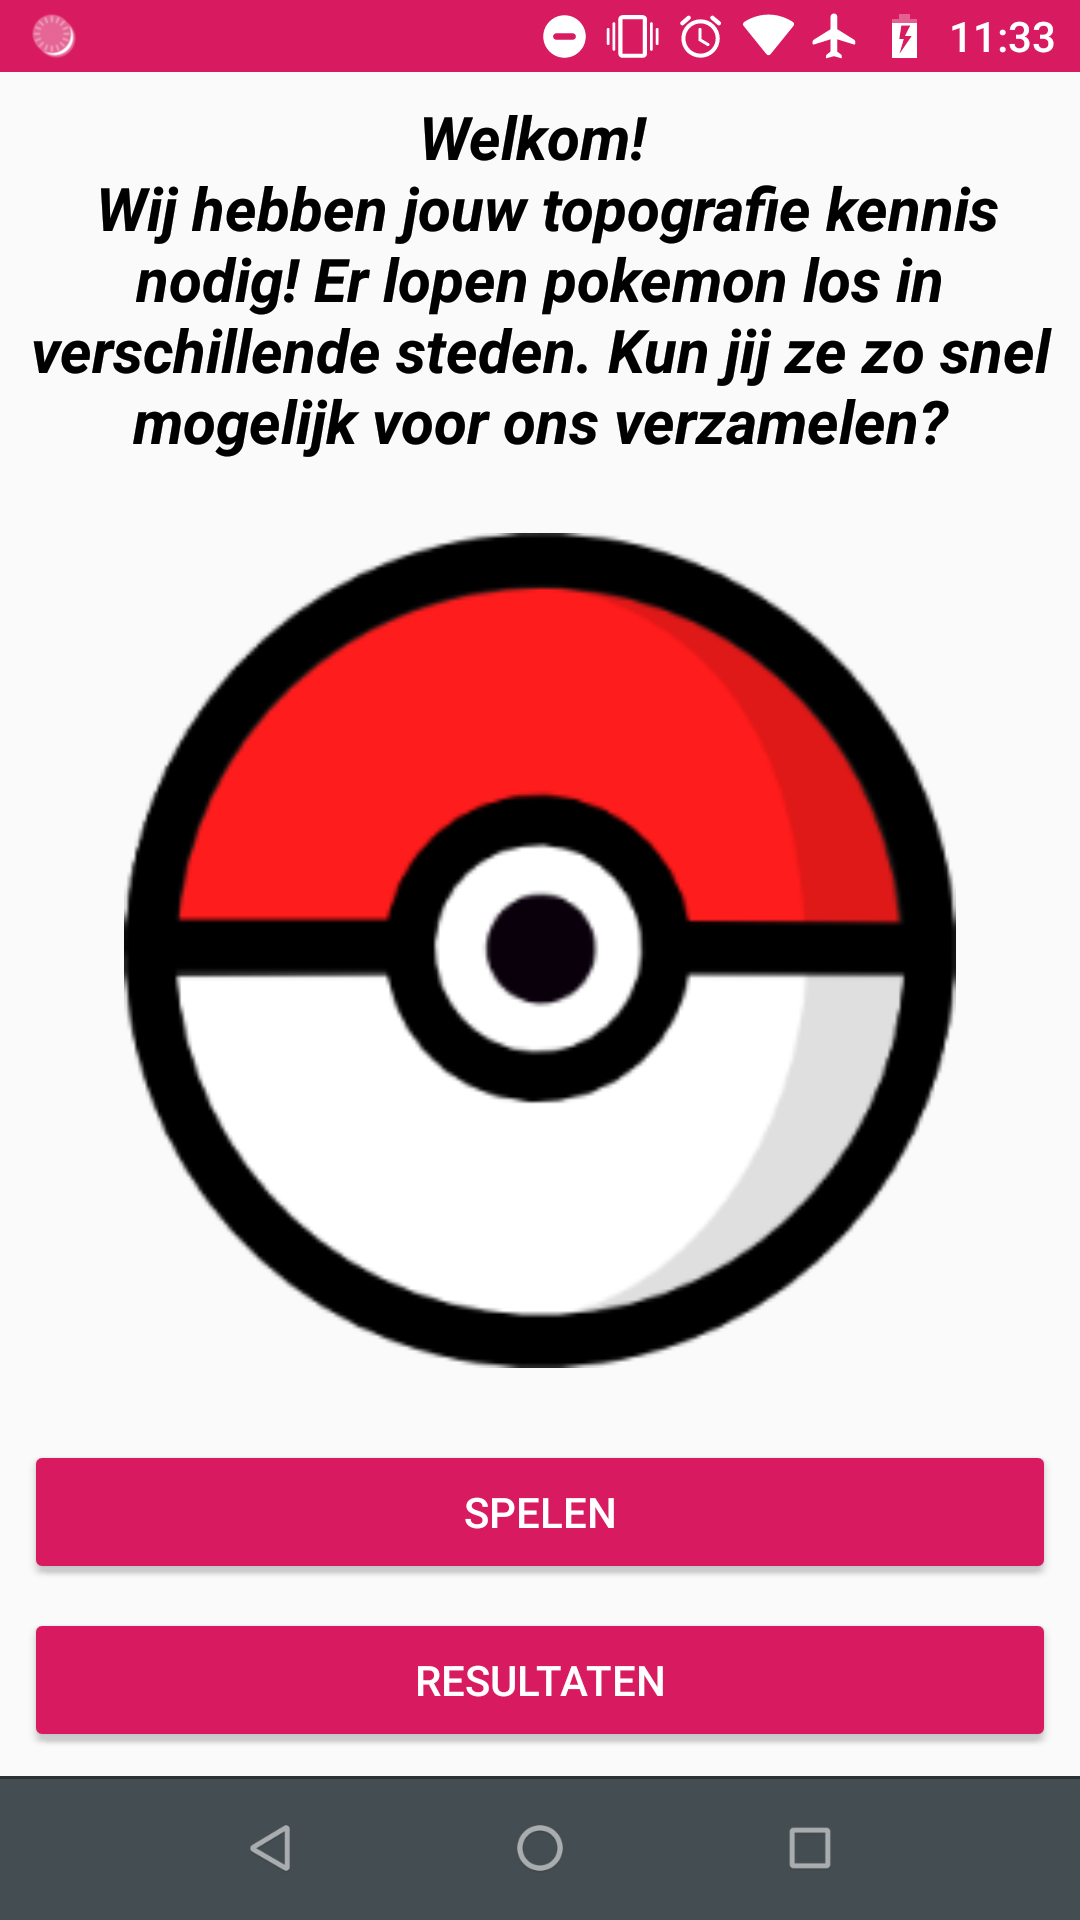 11:33
Welkom!
Wij hebben jouw topografie kennis
nodig! Er lopen pokemon los in
verschillende steden. Kun jij ze zo snel
mogelijk voor ons verzamelen?
SPELEN
RESULTATEN